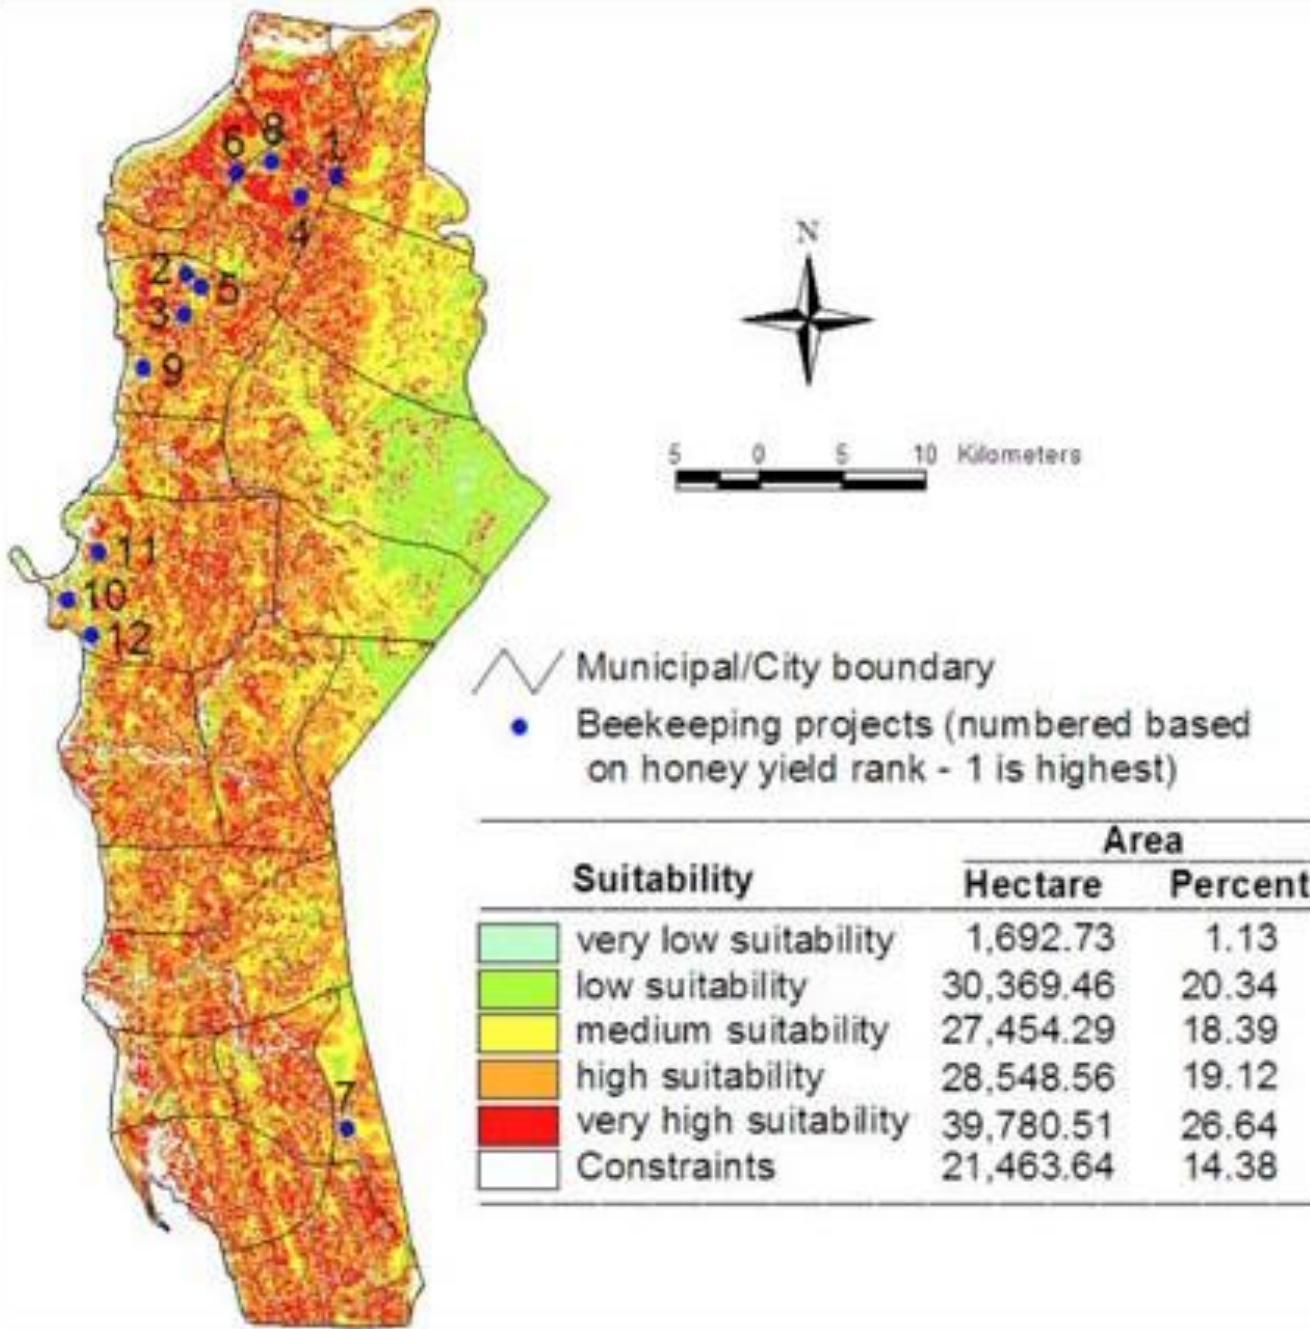 6
8
1
4
2
5
3
9
11
10
12
7
N
5 0 5 10 Kilometers
Municipal/City boundary
Beekeeping projects (numbered based
on honey yield rank - 1 is highest)
Area
Suitability Hectare Percent
very low suitability 1,692.73 1.13
low suitability 30,369.46 20.34
medium suitability 27,454.29 18.39
high suitability 28,548.56 19.12
very high suitability 39,780.51 26.64
Constraints 21,463.64 14.38